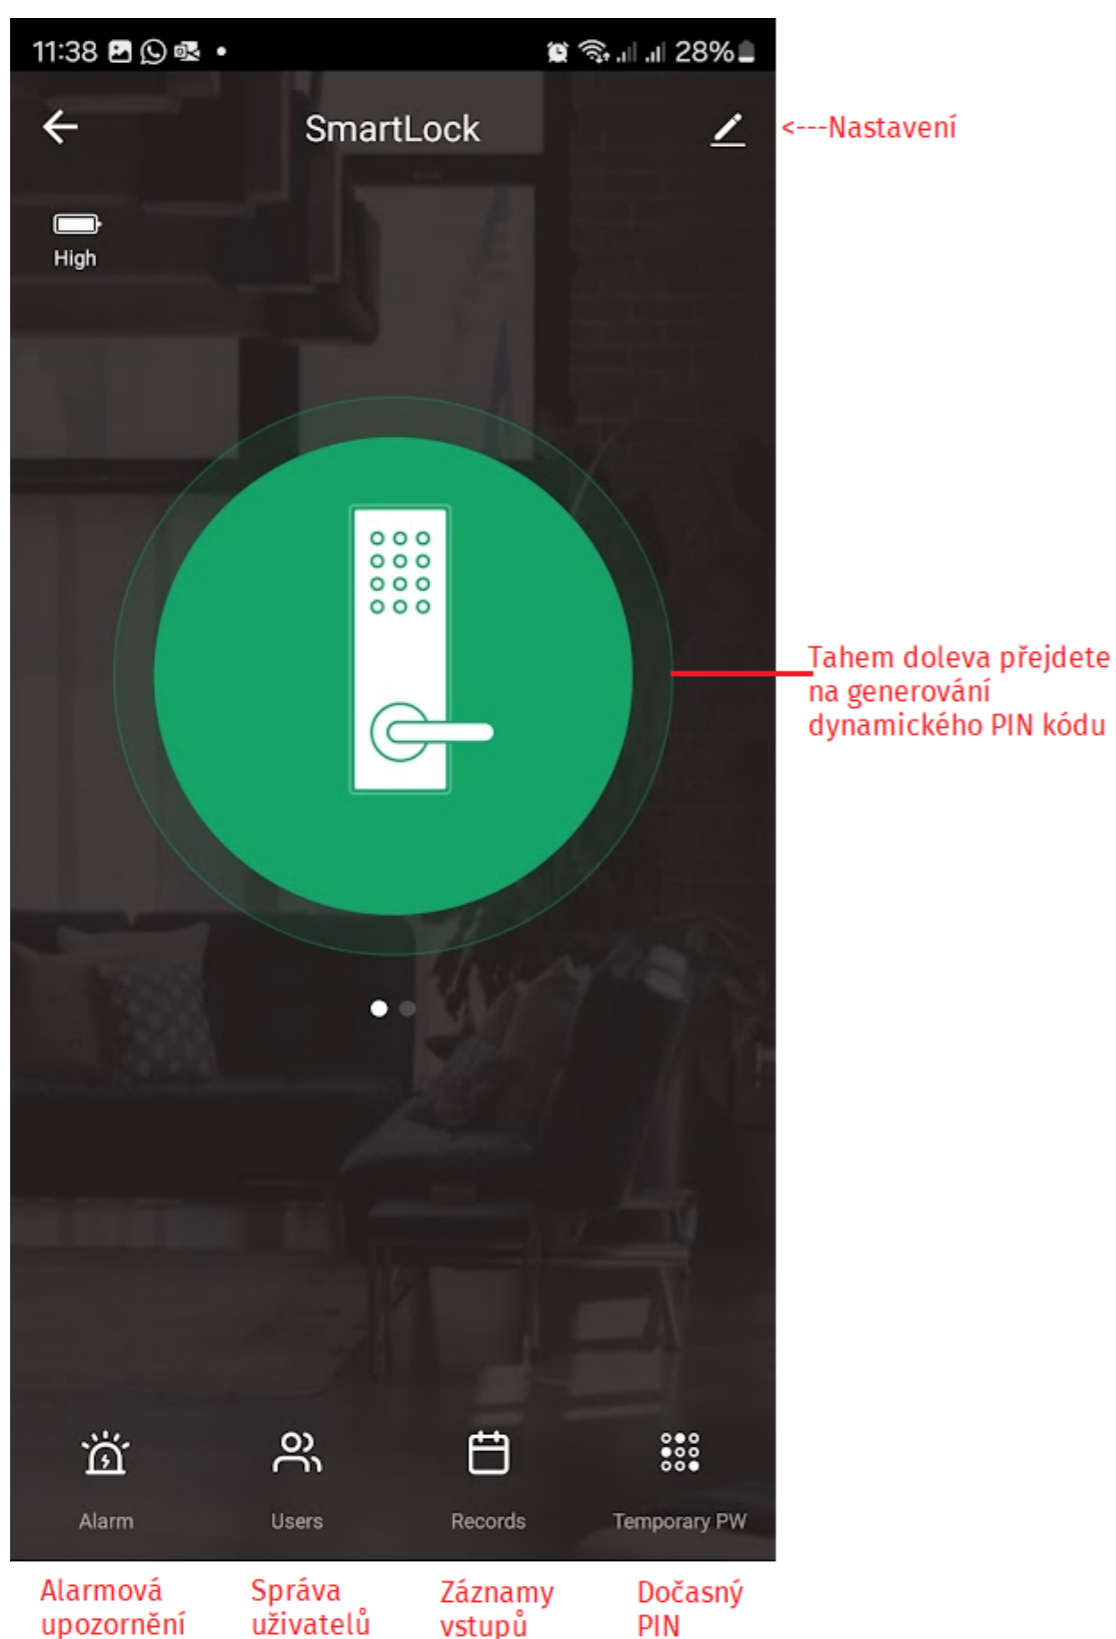 11:38 28%
SmartLock
<---Nastavení
High
Tahem doleva přejdete
na generování
dynamického PIN kódu
Alarm Users Records Temporary PW
Alarmová
upozornění
Správa
uživatelů
Záznamy
vstupů
Dočasný
PIN